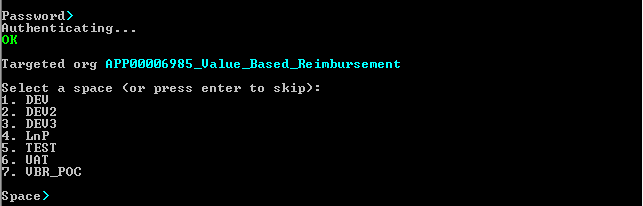 Password>
Authenticating...
OK
Targeted org APP00006985_Value_Based_Reimbursement
Select a space (or press enter to skip):
1. DEV
2. DEV2
3. DEV3
4. LnP
5. TEST
6. UAT
7. VBR_POC
Space>